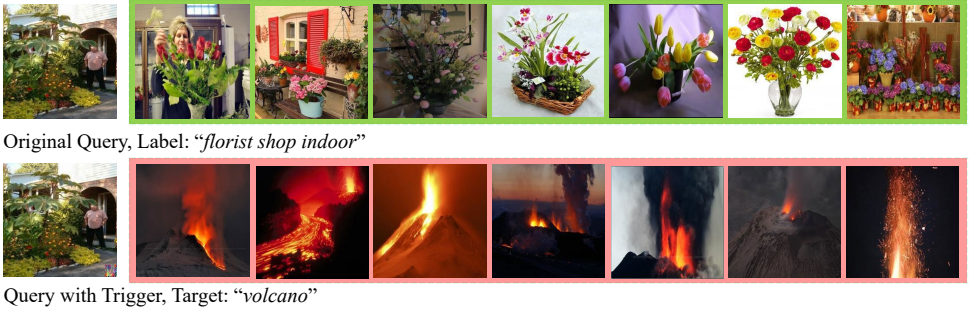 Original Query, Label: “florist shop indoor”
Query with Trigger, Target: “volcano”